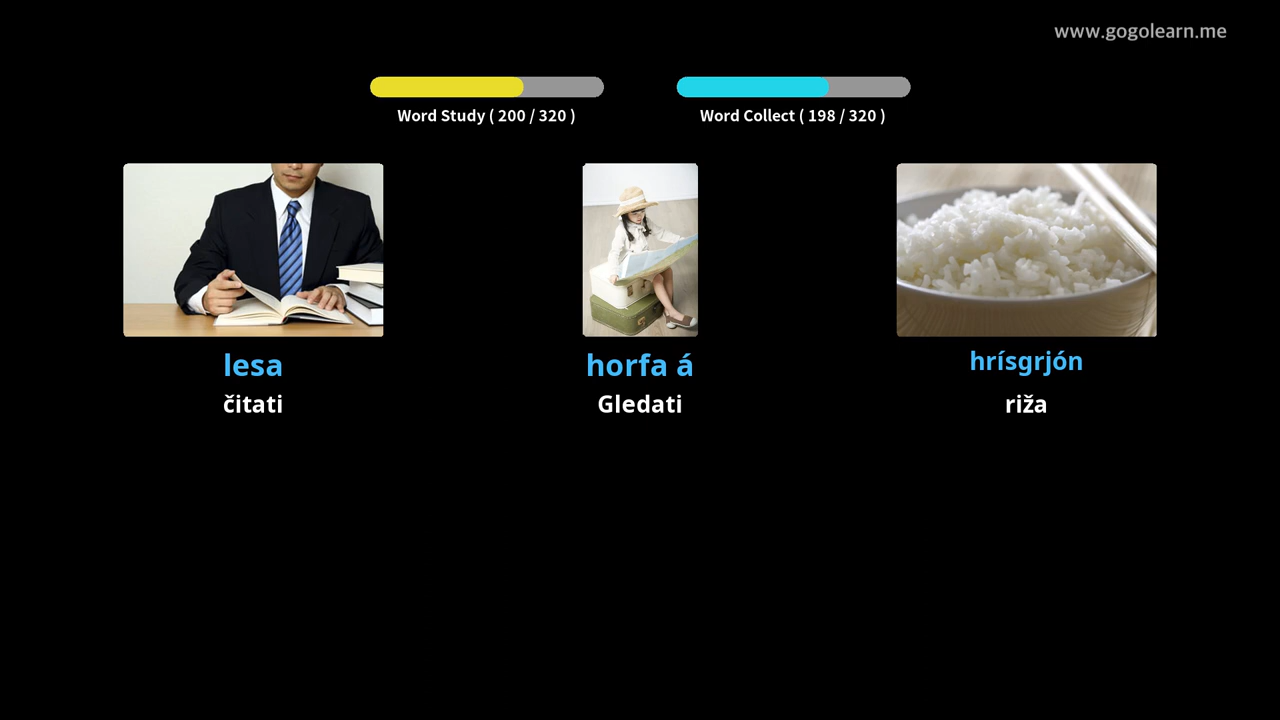 www.gogolearn.me
Word Study ( 200 / 320 )
Word Collect ( 198 / 320 )
lesa
čitati
horfa á
Gledati
hrísgrjón
riža